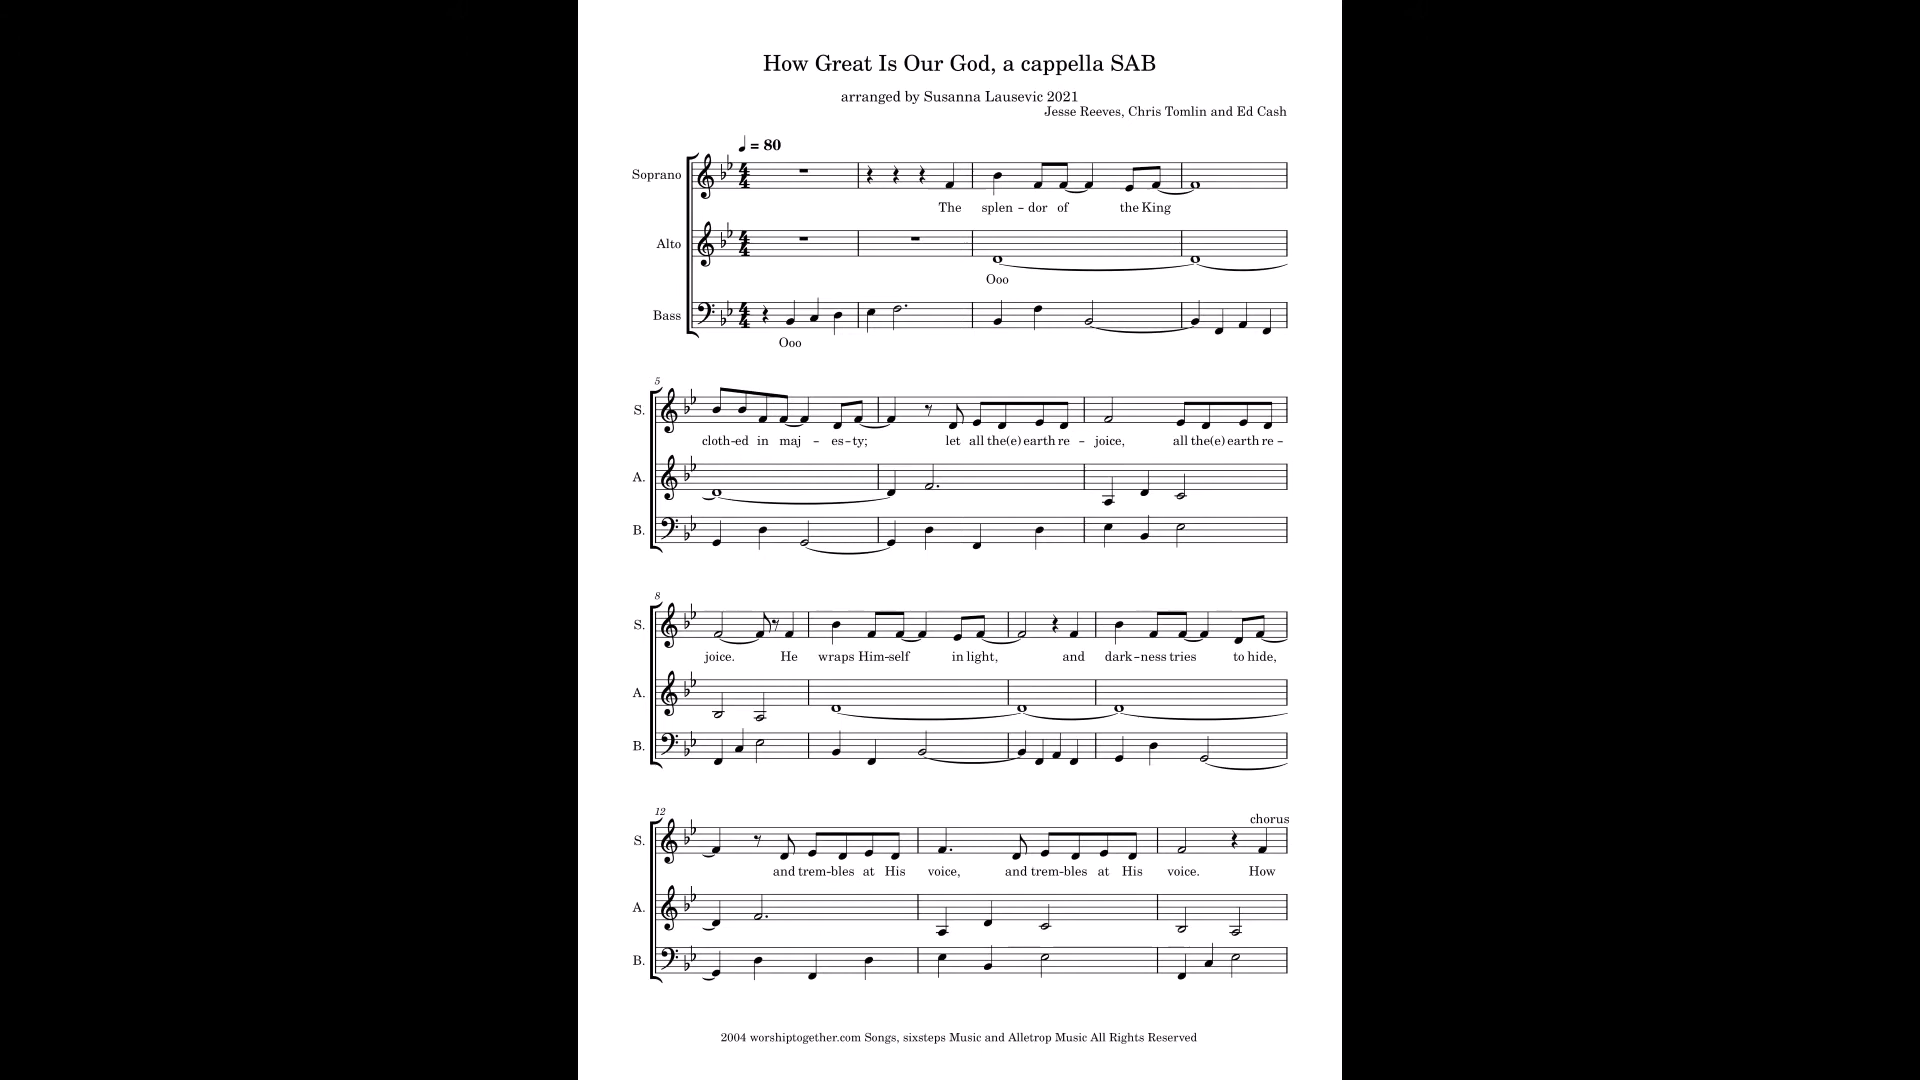 How Great Is Our God, a cappella SAB
arranged by Susanna Lausevic 2021
Jesse Reeves, Chris Tomlin and Ed Cash
= 80
Soprano
The splen - dor of the King
Alto
Ooo
Bass
Ooo
5
S.
cloth-ed in maj - es-ty; let all the(e) earth re - joice, all the(e) earth re -
A.
B.
8
S.
joice. He wraps Him-self in light, and dark-ness tries to hide,
A.
B.
12
chorus
S.
and trem-bles at His voice, and trem-bles at His voice. How
A.
B.
2004 worshiptogether.com Songs, sixsteps Music and Alletrop Music All Rights Reserved